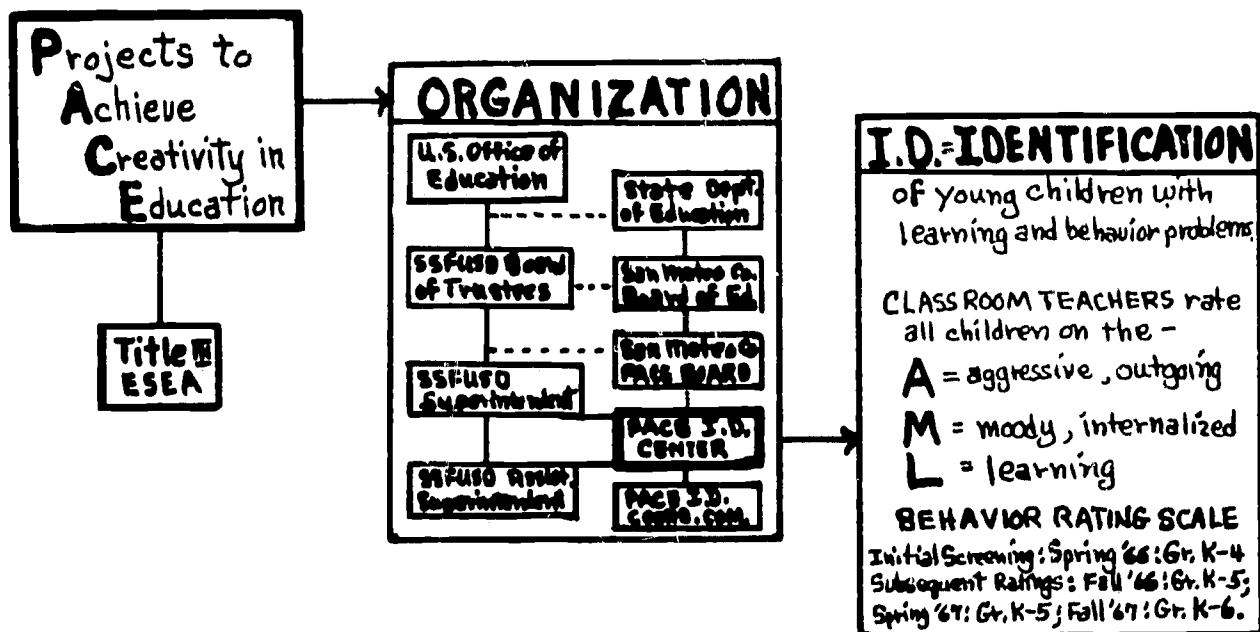 Projects to
Achieve
Creativity in
Education
Title III
ESEA
ORGANIZATION
U.S. Office of
Education
State Dept.
of Education
SSFUSD Board
of Trustees
San Mateo Co.
Board of Ed.
San Mateo Co
PACE BOARD
SSFUSD
Superintendent
PACE I.D.
CENTER
SSFUSD Assist.
Superintendent
PACE I.D.
COORD. COM.
I.D.=IDENTIFICATION
of young children with
learning and behavior problems.
CLASSROOM TEACHERS rate
all children on the -
A = aggressive, outgoing
M = moody, internalized
L = learning
BEHAVIOR RATING SCALE
Initial Screening: Spring '66: Gr. K-4
Subsequent Ratings: Fall '66: Gr. K-5;
Spring '67: Gr. K-5; Fall '67: Gr. K-6.